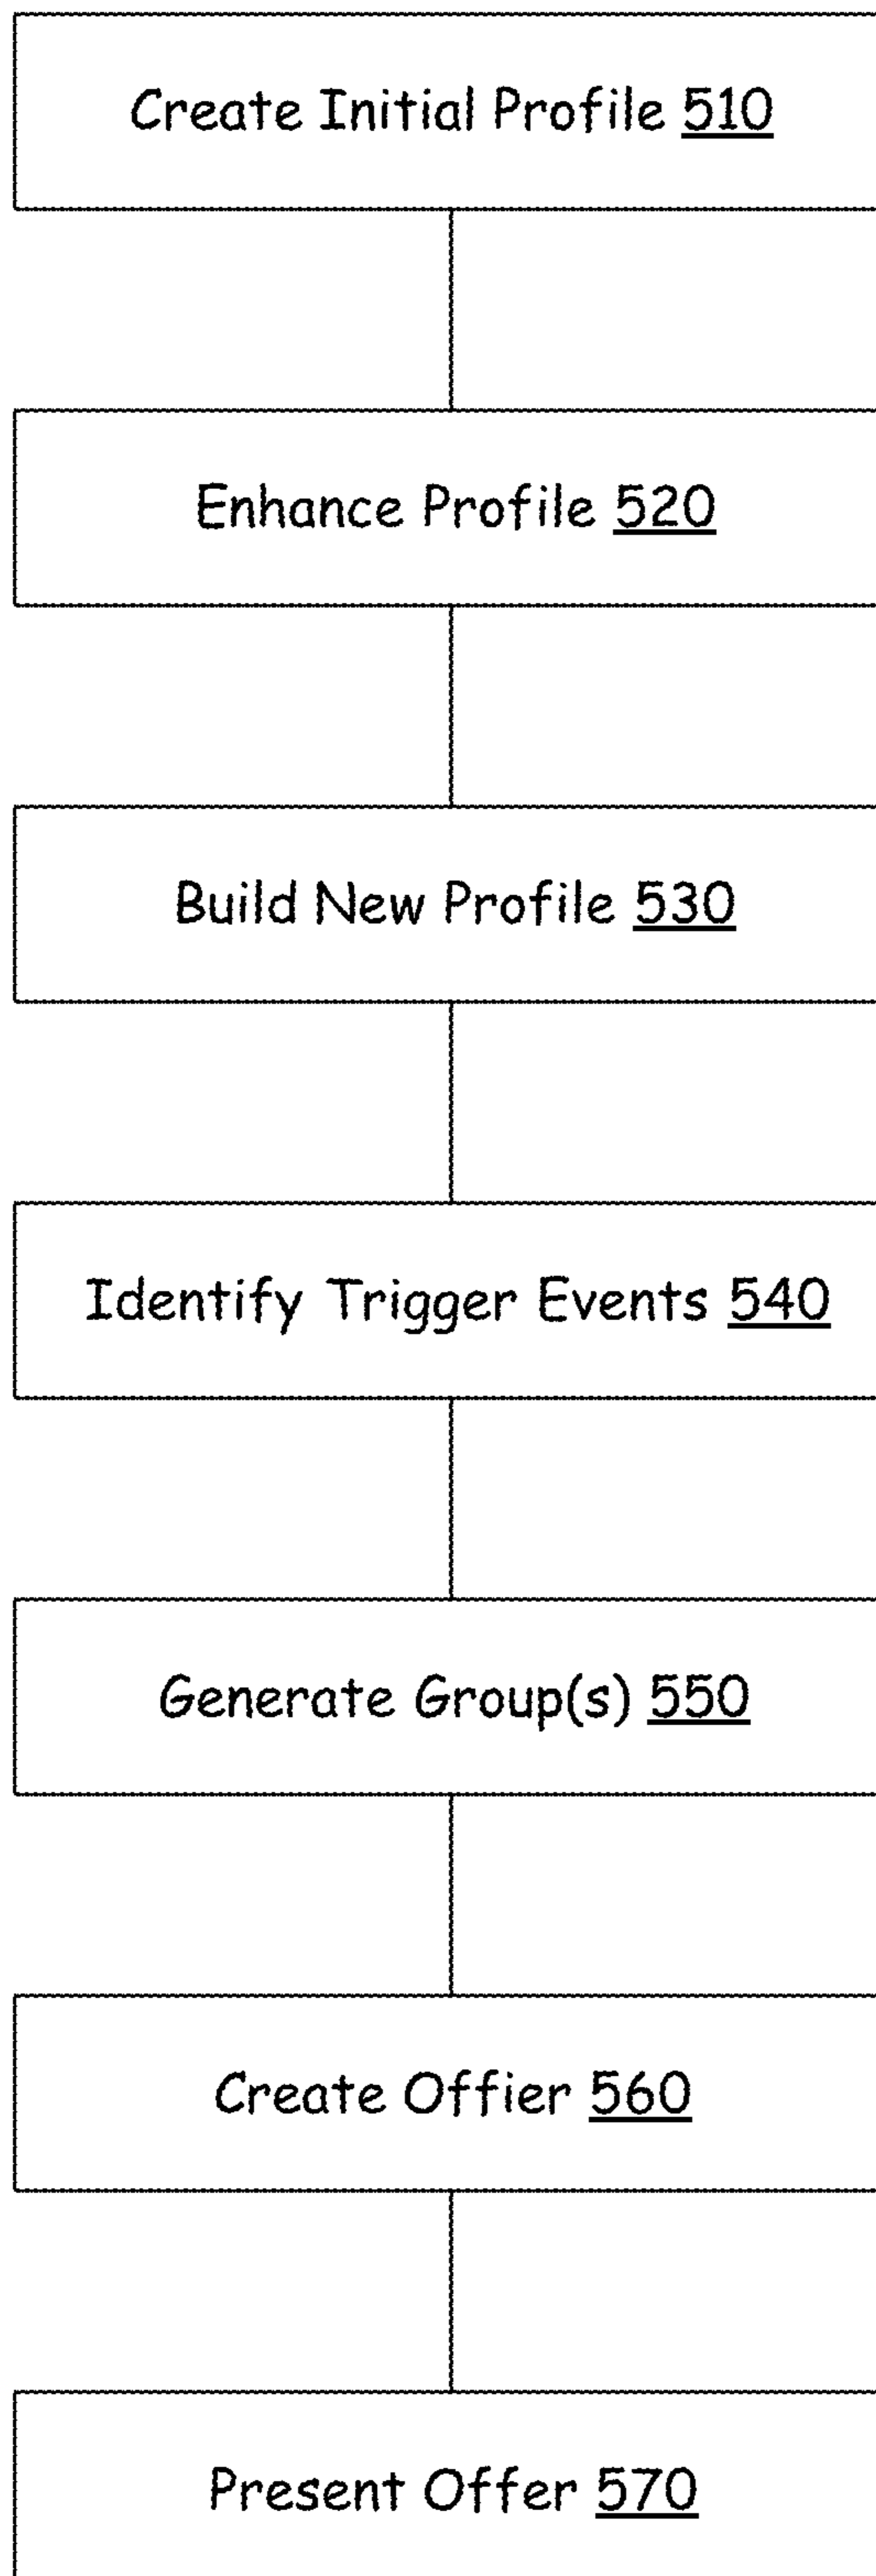 Create Initial Profile 510
Enhance Profile 520
Build New Profile 530
Identify Trigger Events 540
Generate Group(s) 550
Create Offier 560
Present Offer 570